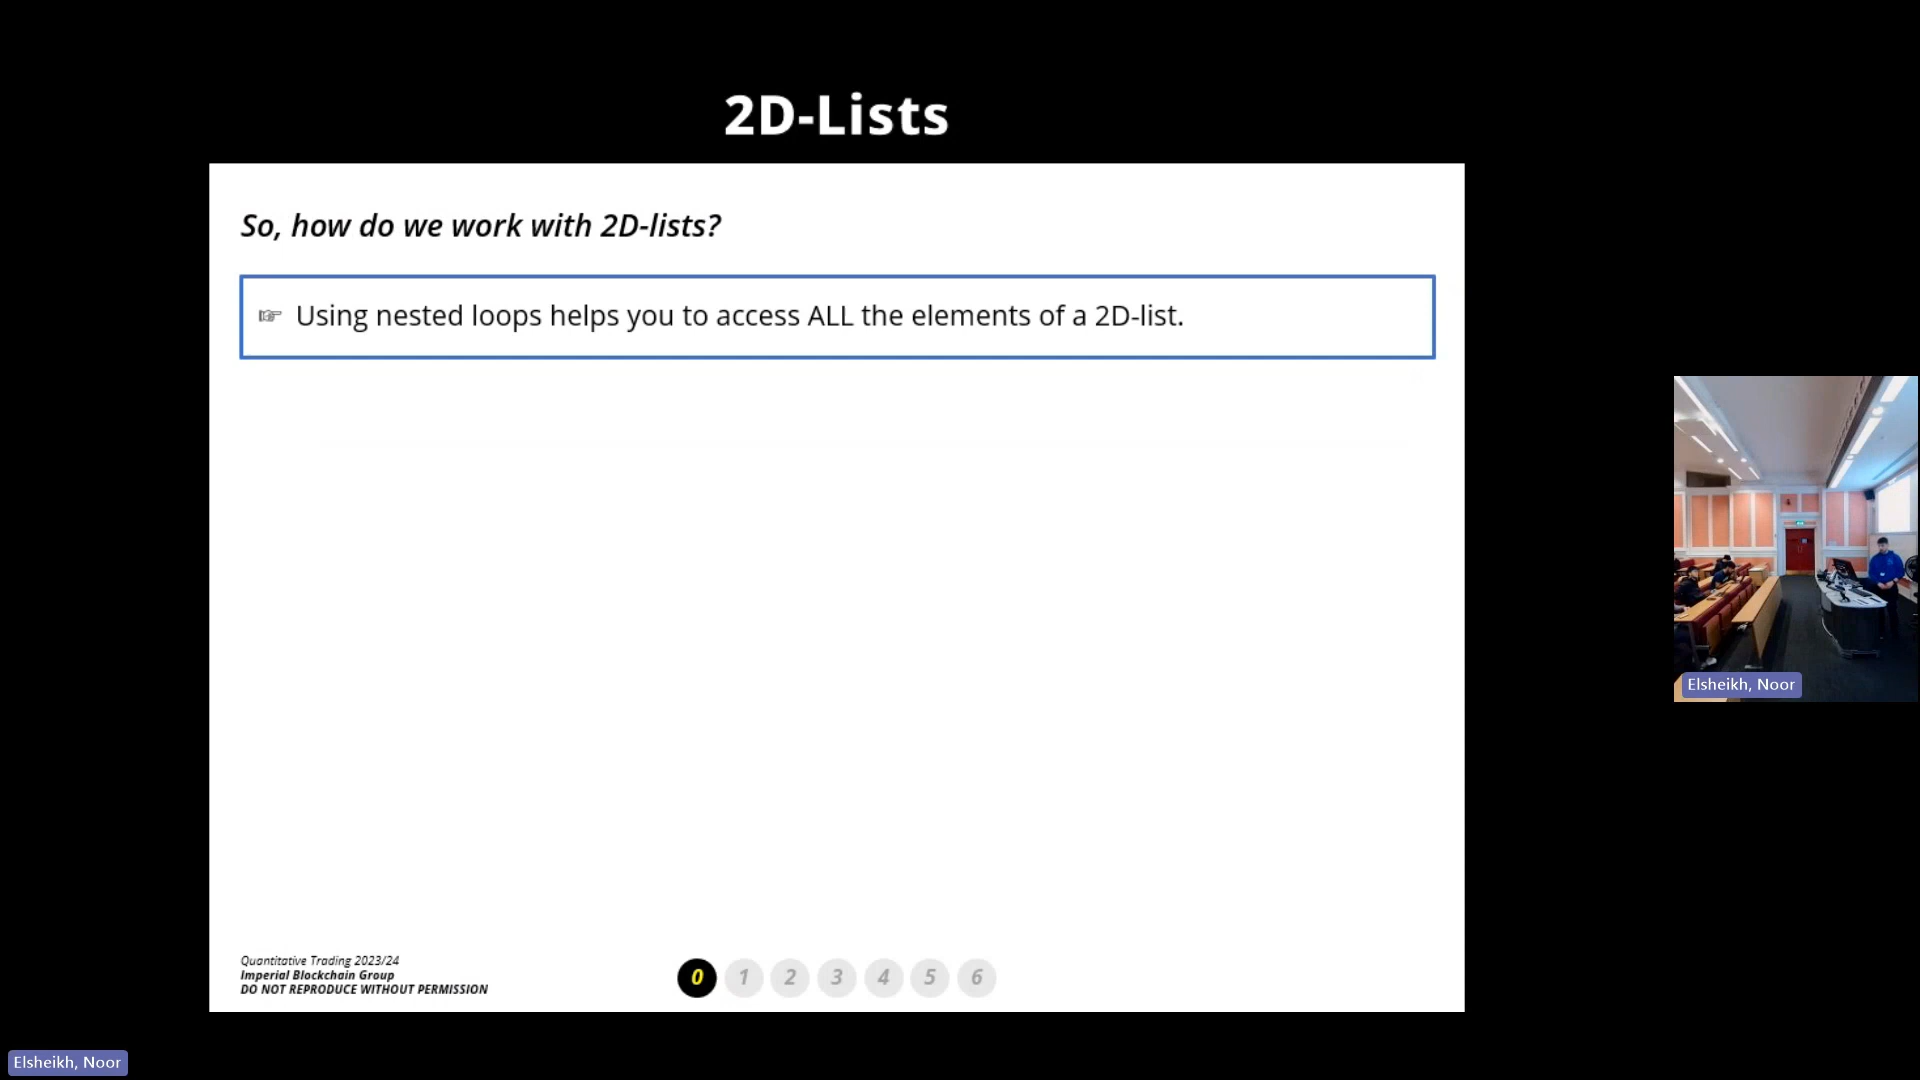 2D-Lists
So, how do we work with 2D-lists?
☞ Using nested loops helps you to access ALL the elements of a 2D-list.
Elsheikh, Noor
Quantitative Trading 2023/24
Imperial Blockchain Group
DO NOT REPRODUCE WITHOUT PERMISSION
0 1 2 3 4 5 6
Elsheikh, Noor